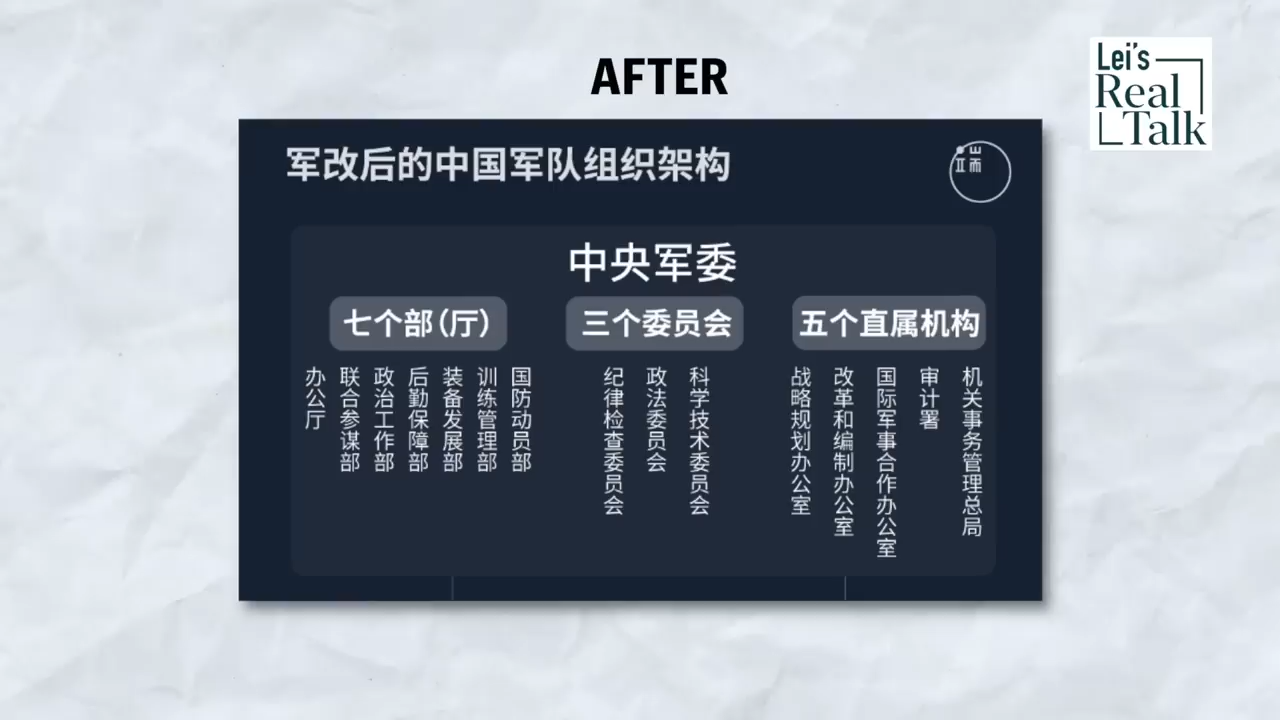 AFTER
Lei's
Real
Talk
军改后的中国军队组织架构
端
中央军委
七个部(厅)
办公厅
联合参谋部
政治工作部
后勤保障部
装备发展部
训练管理部
国防动员部
三个委员会
纪律检查委员会
政法委员会
科学技术委员会
五个直属机构
战略规划办公室
改革和编制办公室
国际军事合作办公室
审计署
机关事务管理总局